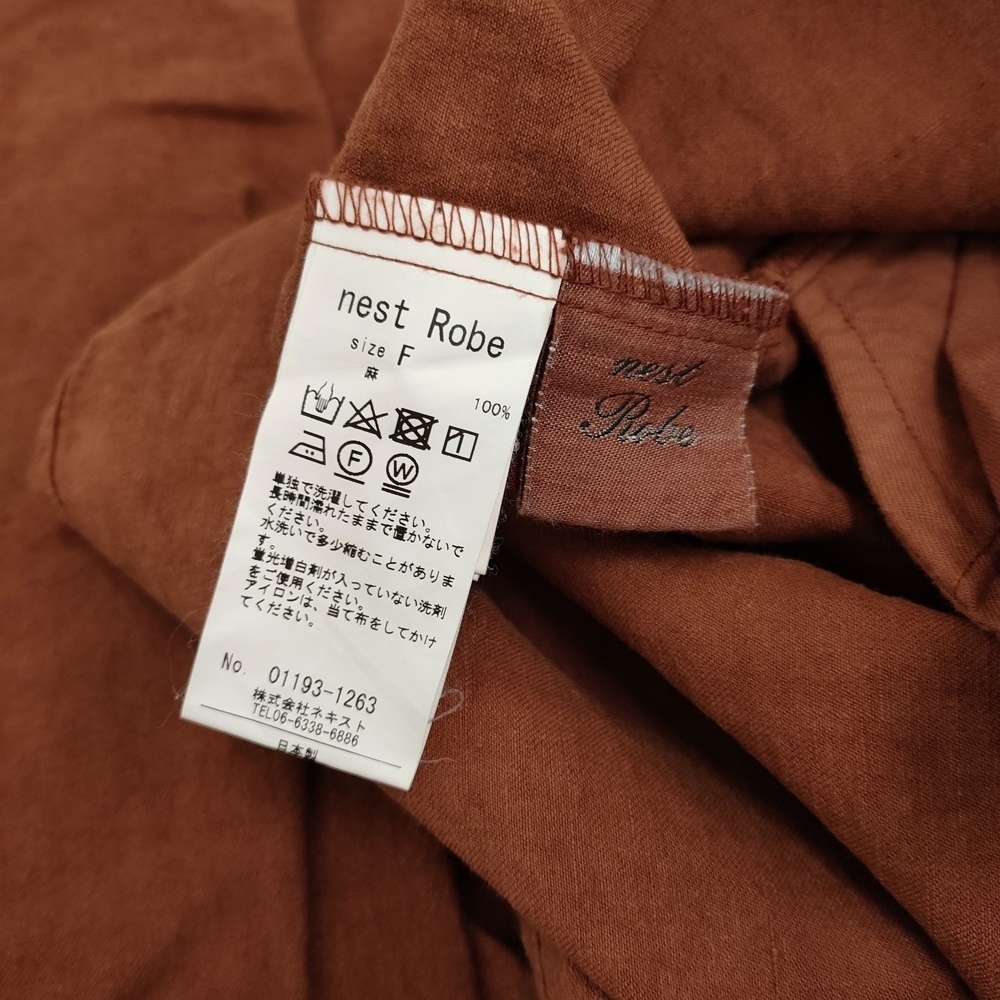 nest Robe
size F
麻
100%
F W
単独で洗濯してください。
長時間濡れたままで置かないで
ください。
水洗いで多少縮むことがありま
す。
蛍光増白剤が入っていない洗剤
をご使用ください。
アイロンは、当て布をしてかけ
てください。
No. 01193-1263
株式会社ネキスト
TEL06-6338-6886
日本製
nest
Robe